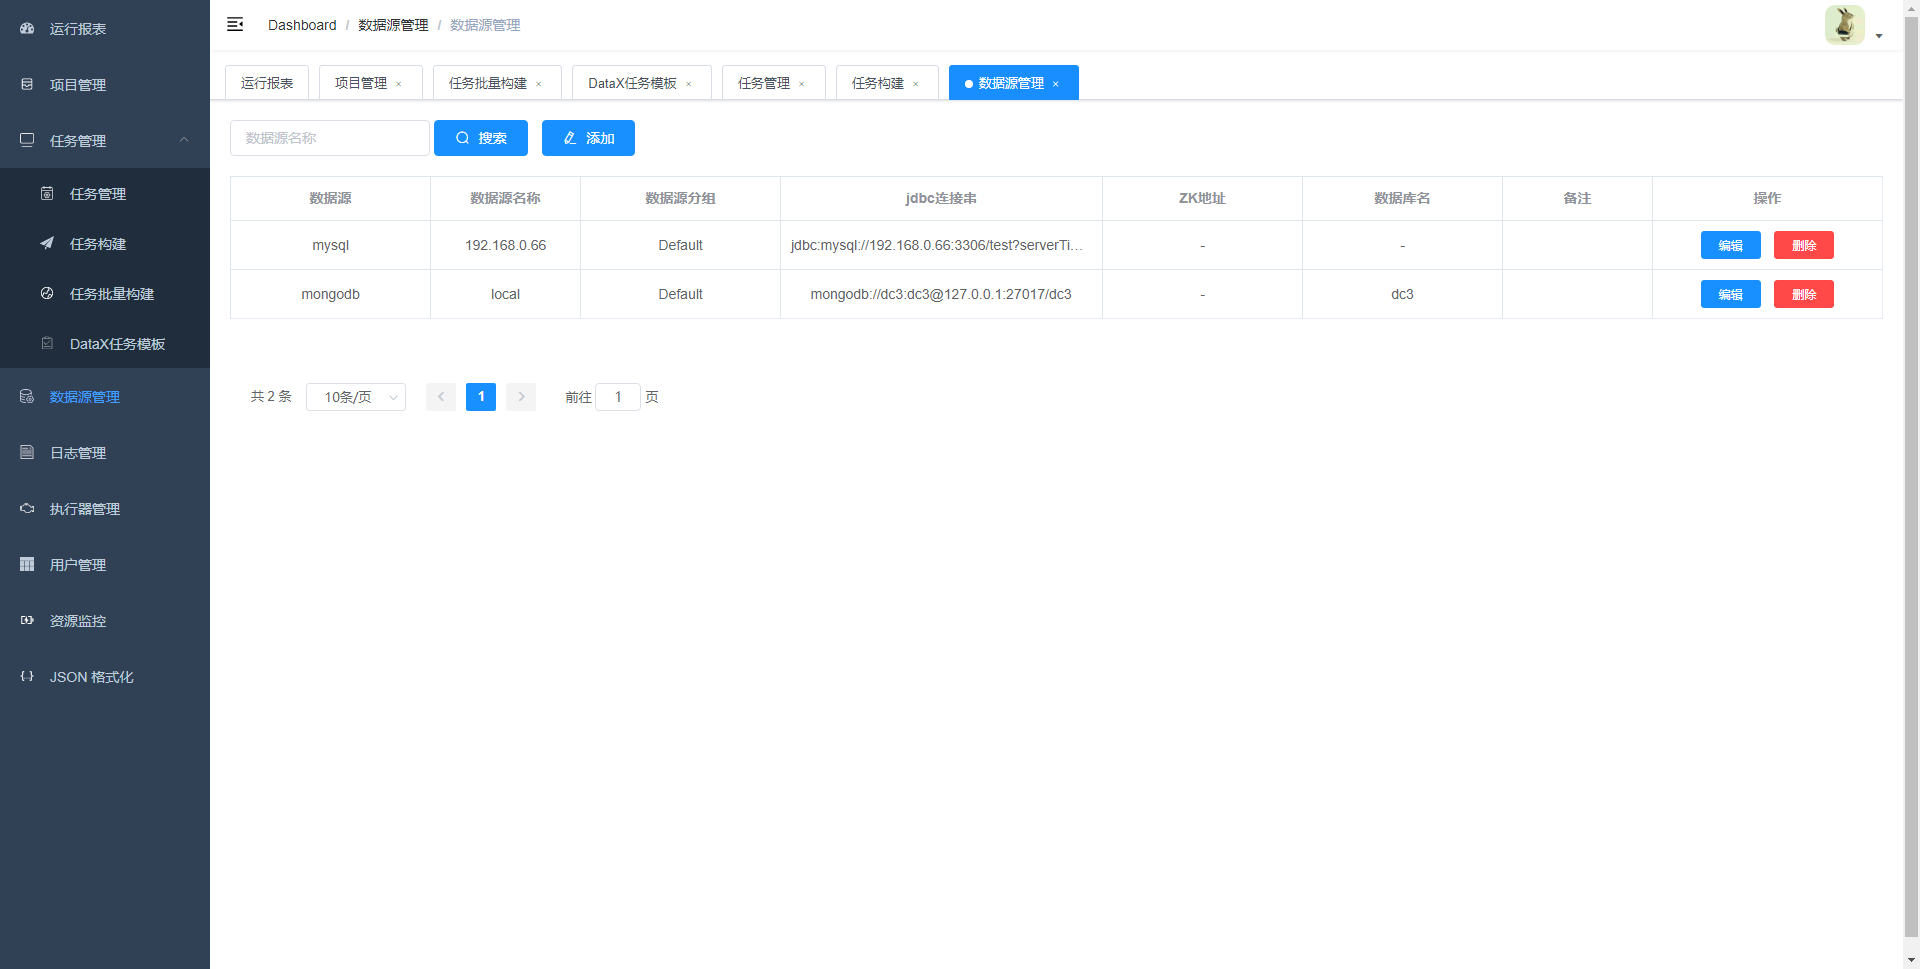 运行报表
项目管理
任务管理
任务管理
任务构建
任务批量构建
DataX任务模板
数据源管理
日志管理
执行器管理
用户管理
资源监控
JSON 格式化
Dashboard / 数据源管理 / 数据源管理
运行报表 项目管理 × 任务批量构建 × DataX任务模板 × 任务管理 × 任务构建 × 数据源管理 ×
数据源名称 搜索 添加
数据源 数据源名称 数据源分组 jdbc连接串 ZK地址 数据库名 备注 操作
mysql 192.168.0.66 Default jdbc:mysql://192.168.0.66:3306/test?serverTi... - - 编辑 删除
mongodb local Default mongodb://dc3:dc3@127.0.0.1:27017/dc3 - dc3 编辑 删除
共 2 条 10条/页 1 前往 1 页